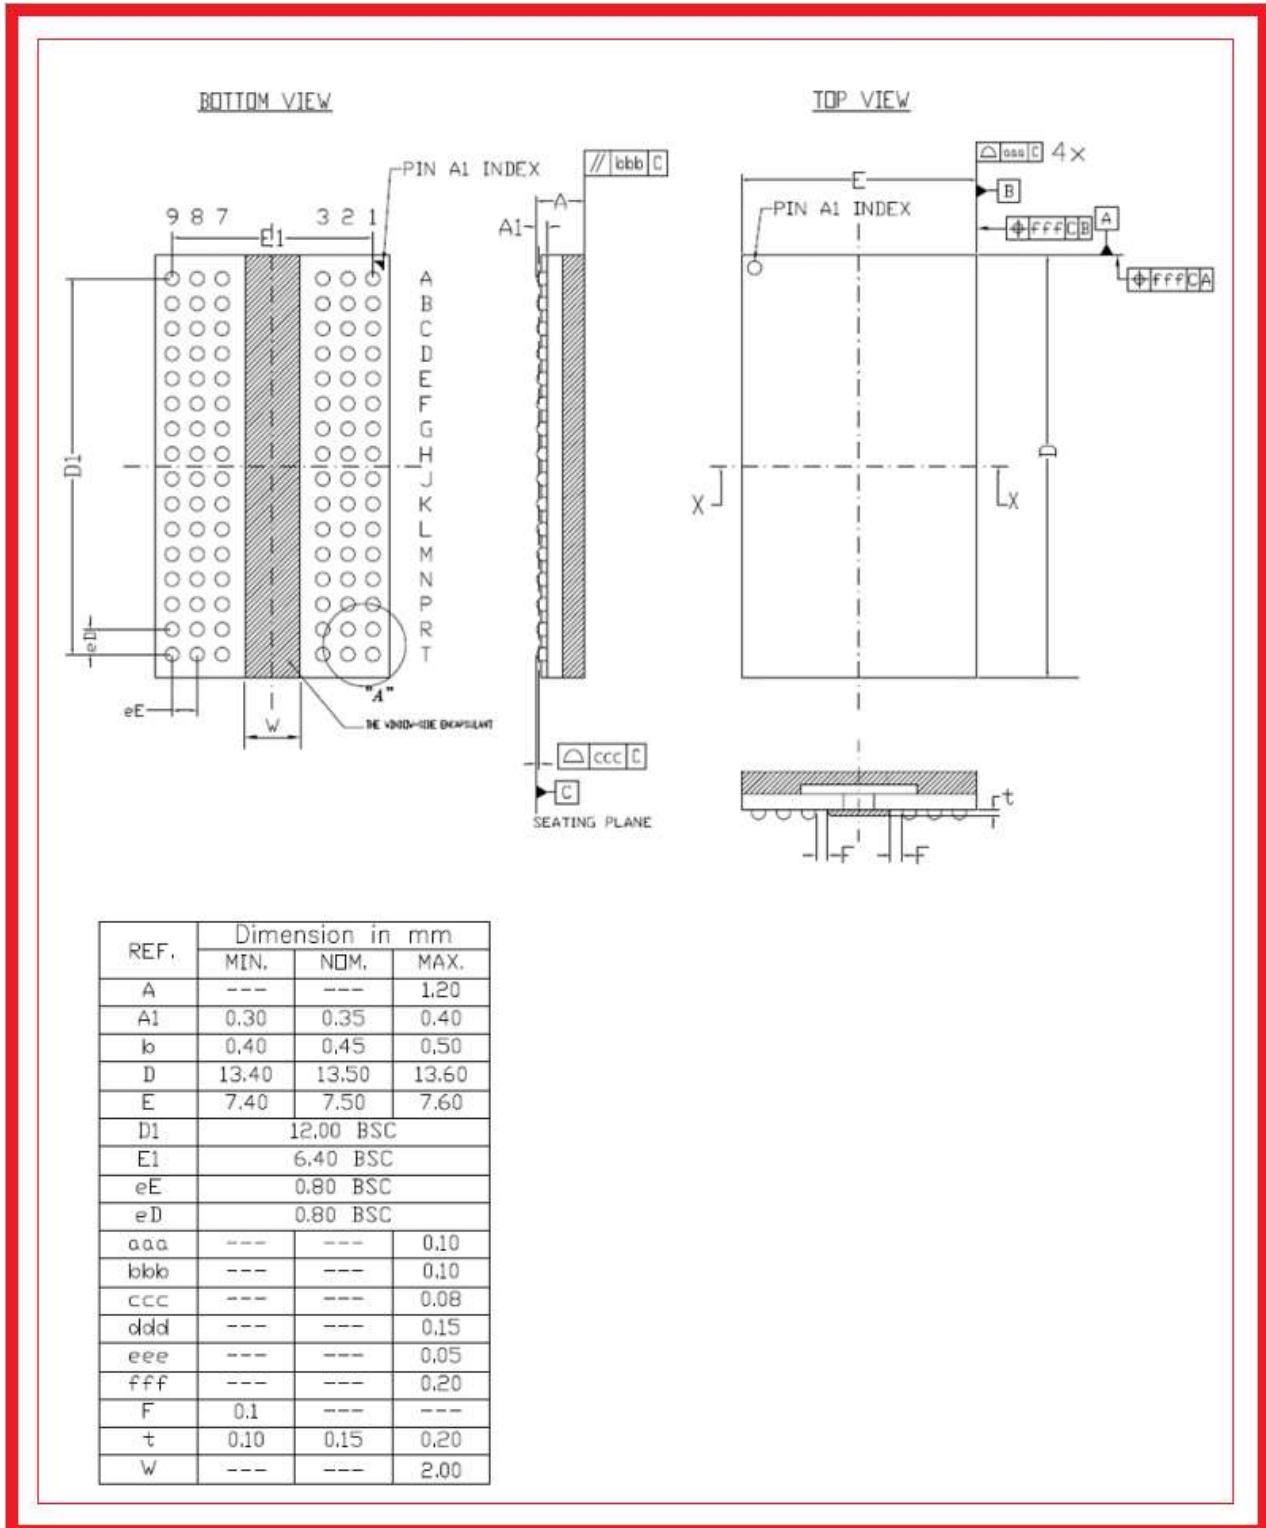 BOTTOM VIEW
TOP VIEW
aaa C 4x
// bbb C
PIN A1 INDEX
A
E
B
PIN A1 INDEX
9 8 7 3 2 1
E1
A1
fff C B
A
fff C A
A
B
C
D
E
F
G
H
J
K
L
M
N
P
R
T
D1
D
X X
eD
eE
"A"
W
THE WINDOW-SIDE ENCAPSULANT
ccc C
C
SEATING PLANE
t
F F
REF. Dimension in mm
MIN. NOM. MAX.
A --- --- 1.20
A1 0.30 0.35 0.40
b 0.40 0.45 0.50
D 13.40 13.50 13.60
E 7.40 7.50 7.60
D1 12.00 BSC
E1 6.40 BSC
eE 0.80 BSC
eD 0.80 BSC
aaa --- --- 0.10
bbb --- --- 0.10
ccc --- --- 0.08
ddd --- --- 0.15
eee --- --- 0.05
fff --- --- 0.20
F 0.1 --- ---
t 0.10 0.15 0.20
W --- --- 2.00